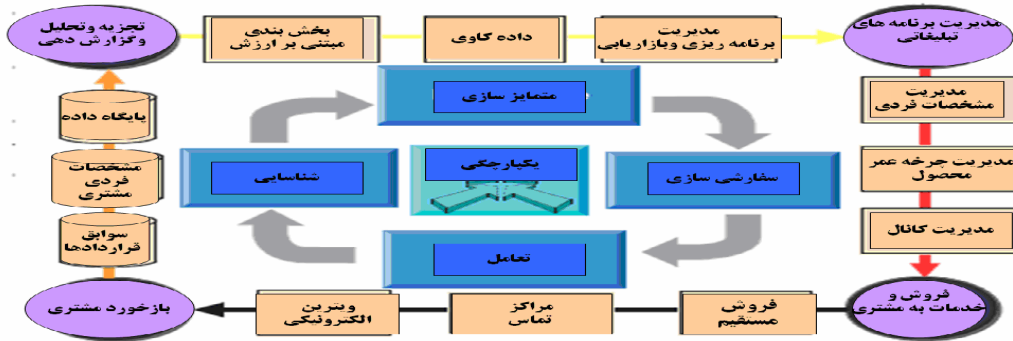 تجزیه وتحلیل
وگزارش دهی
بخش بندی
مبتنی بر ارزش
داده کاوی
مدیریت
برنامه ریزی وبازاریابی
مدیریت برنامه های
تبلیغاتی
متمایز سازی
مدیریت
مشخصات فردی
پایگاه داده
مشخصات
فردی
مشتری
شناسایی
یکپارچگی
سفارشی سازی
مدیریت چرخه عمر
محصول
سوابق
قراردادها
تعامل
مدیریت کانال
بازخورد مشتری
ویترین
الکترونیکی
مراکز
تماس
فروش
مستقیم
فروش و
خدمات به مشتری